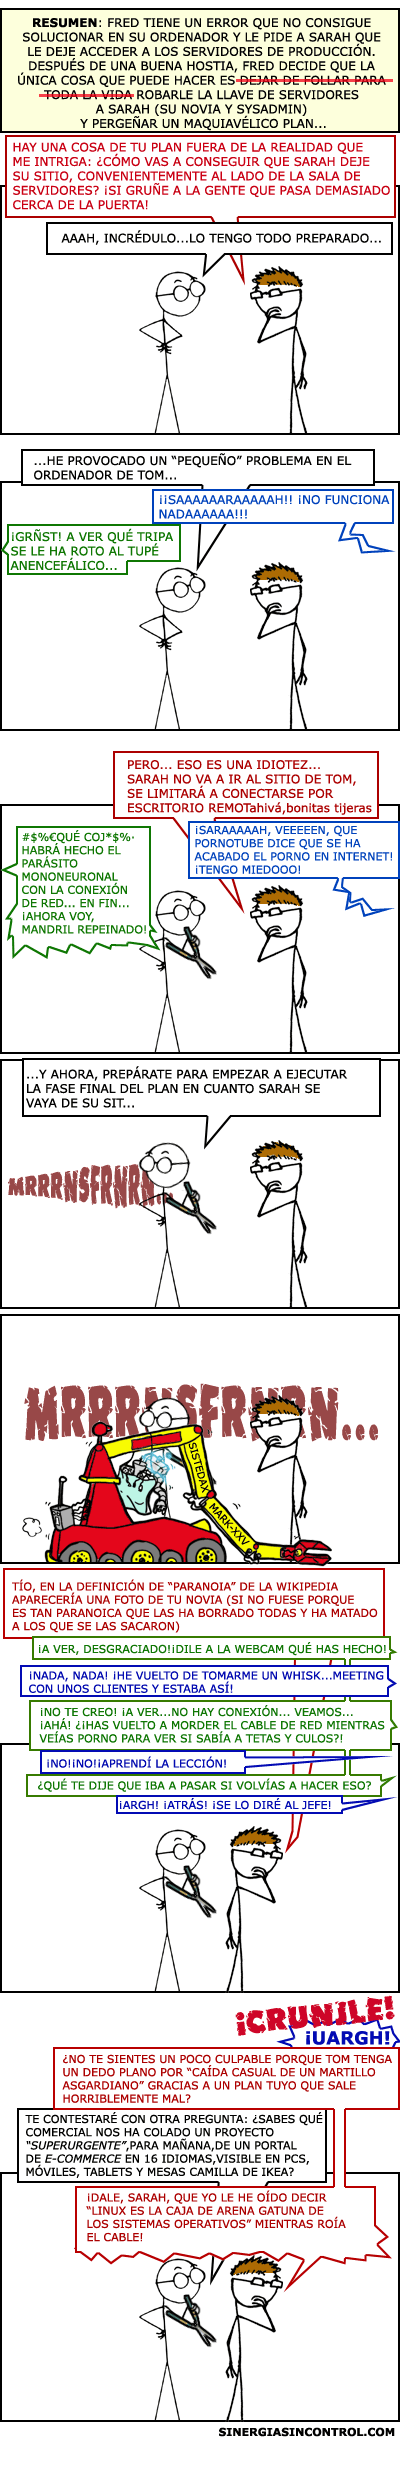 RESUMEN: FRED TIENE UN ERROR QUE NO CONSIGUE
SOLUCIONAR EN SU ORDENADOR Y LE PIDE A SARAH QUE
LE DEJE ACCEDER A LOS SERVIDORES DE PRODUCCIÓN.
DESPUÉS DE UNA BUENA HOSTIA, FRED DECIDE QUE LA
ÚNICA COSA QUE PUEDE HACER ES DEJAR DE FOLLAR PARA
TODA LA VIDA ROBARLE LA LLAVE DE SERVIDORES
A SARAH (SU NOVIA Y SYSADMIN)
Y PERGEÑAR UN MAQUIAVÉLICO PLAN...
HAY UNA COSA DE TU PLAN FUERA DE LA REALIDAD QUE
ME INTRIGA: ¿CÓMO VAS A CONSEGUIR QUE SARAH DEJE
SU SITIO, CONVENIENTEMENTE AL LADO DE LA SALA DE
SERVIDORES? ¡SI GRUÑE A LA GENTE QUE PASA DEMASIADO
CERCA DE LA PUERTA!
AAAH, INCRÉDULO...LO TENGO TODO PREPARADO...
...HE PROVOCADO UN "PEQUEÑO" PROBLEMA EN EL
ORDENADOR DE TOM...
¡¡SAAAAAARAAAAAH!! ¡NO FUNCIONA
NADAAAAAA!!!
¡GRÑST! A VER QUÉ TRIPA
SE LE HA ROTO AL TUPÉ
ANENCEFÁLICO...
PERO... ESO ES UNA IDIOTEZ...
SARAH NO VA A IR AL SITIO DE TOM,
SE LIMITARÁ A CONECTARSE POR
ESCRITORIO REMOTahivá,bonitas tijeras
¡SARAAAAAH, VEEEEEN, QUE
PORNOTUBE DICE QUE SE HA
ACABADO EL PORNO EN INTERNET!
¡TENGO MIEDOOO!
#$%€QUÉ COJ*$%·
HABRÁ HECHO EL
PARÁSITO
MONONEURONAL
CON LA CONEXIÓN
DE RED... EN FIN...
¡AHORA VOY,
MANDRIL REPEINADO!
...Y AHORA, PREPÁRATE PARA EMPEZAR A EJECUTAR
LA FASE FINAL DEL PLAN EN CUANTO SARAH SE
VAYA DE SU SIT...
MRRRNSFRNRN...
MRRRNSFRNRN...
SISTEDAX
MARK-XXV
TÍO, EN LA DEFINICIÓN DE "PARANOIA" DE LA WIKIPEDIA
APARECERÍA UNA FOTO DE TU NOVIA (SI NO FUESE PORQUE
ES TAN PARANOICA QUE LAS HA BORRADO TODAS Y HA MATADO
A LOS QUE SE LAS SACARON)
¡A VER, DESGRACIADO!¡DILE A LA WEBCAM QUÉ HAS HECHO!
¡NADA, NADA! ¡HE VUELTO DE TOMARME UN WHISK...MEETING
CON UNOS CLIENTES Y ESTABA ASÍ!
¡NO TE CREO! ¡A VER...NO HAY CONEXIÓN... VEAMOS...
¡AHÁ! ¿¡HAS VUELTO A MORDER EL CABLE DE RED MIENTRAS
VEÍAS PORNO PARA VER SI SABÍA A TETAS Y CULOS?!
¡NO!¡NO!¡APRENDÍ LA LECCIÓN!
¿QUÉ TE DIJE QUE IBA A PASAR SI VOLVÍAS A HACER ESO?
¡ARGH! ¡ATRÁS! ¡SE LO DIRÉ AL JEFE!
¡CRUNJLE!
¡UARGH!
¿NO TE SIENTES UN POCO CULPABLE PORQUE TOM TENGA
UN DEDO PLANO POR "CAÍDA CASUAL DE UN MARTILLO
ASGARDIANO" GRACIAS A UN PLAN TUYO QUE SALE
HORRIBLEMENTE MAL?
TE CONTESTARÉ CON OTRA PREGUNTA: ¿SABES QUÉ
COMERCIAL NOS HA COLADO UN PROYECTO
"SUPERURGENTE",PARA MAÑANA,DE UN PORTAL
DE E-COMMERCE EN 16 IDIOMAS,VISIBLE EN PCS,
MÓVILES, TABLETS Y MESAS CAMILLA DE IKEA?
¡DALE, SARAH, QUE YO LE HE OÍDO DECIR
"LINUX ES LA CAJA DE ARENA GATUNA DE
LOS SISTEMAS OPERATIVOS" MIENTRAS ROÍA
EL CABLE!
SINERGIASINCONTROL.COM